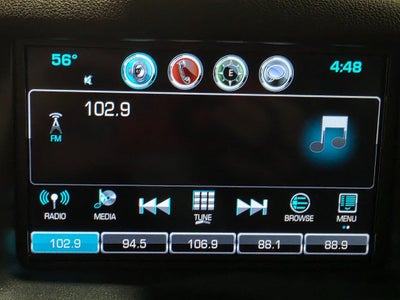 56° E 4:48
102.9
FM
RADIO MEDIA TUNE BROWSE MENU
102.9 94.5 106.9 88.1 88.9